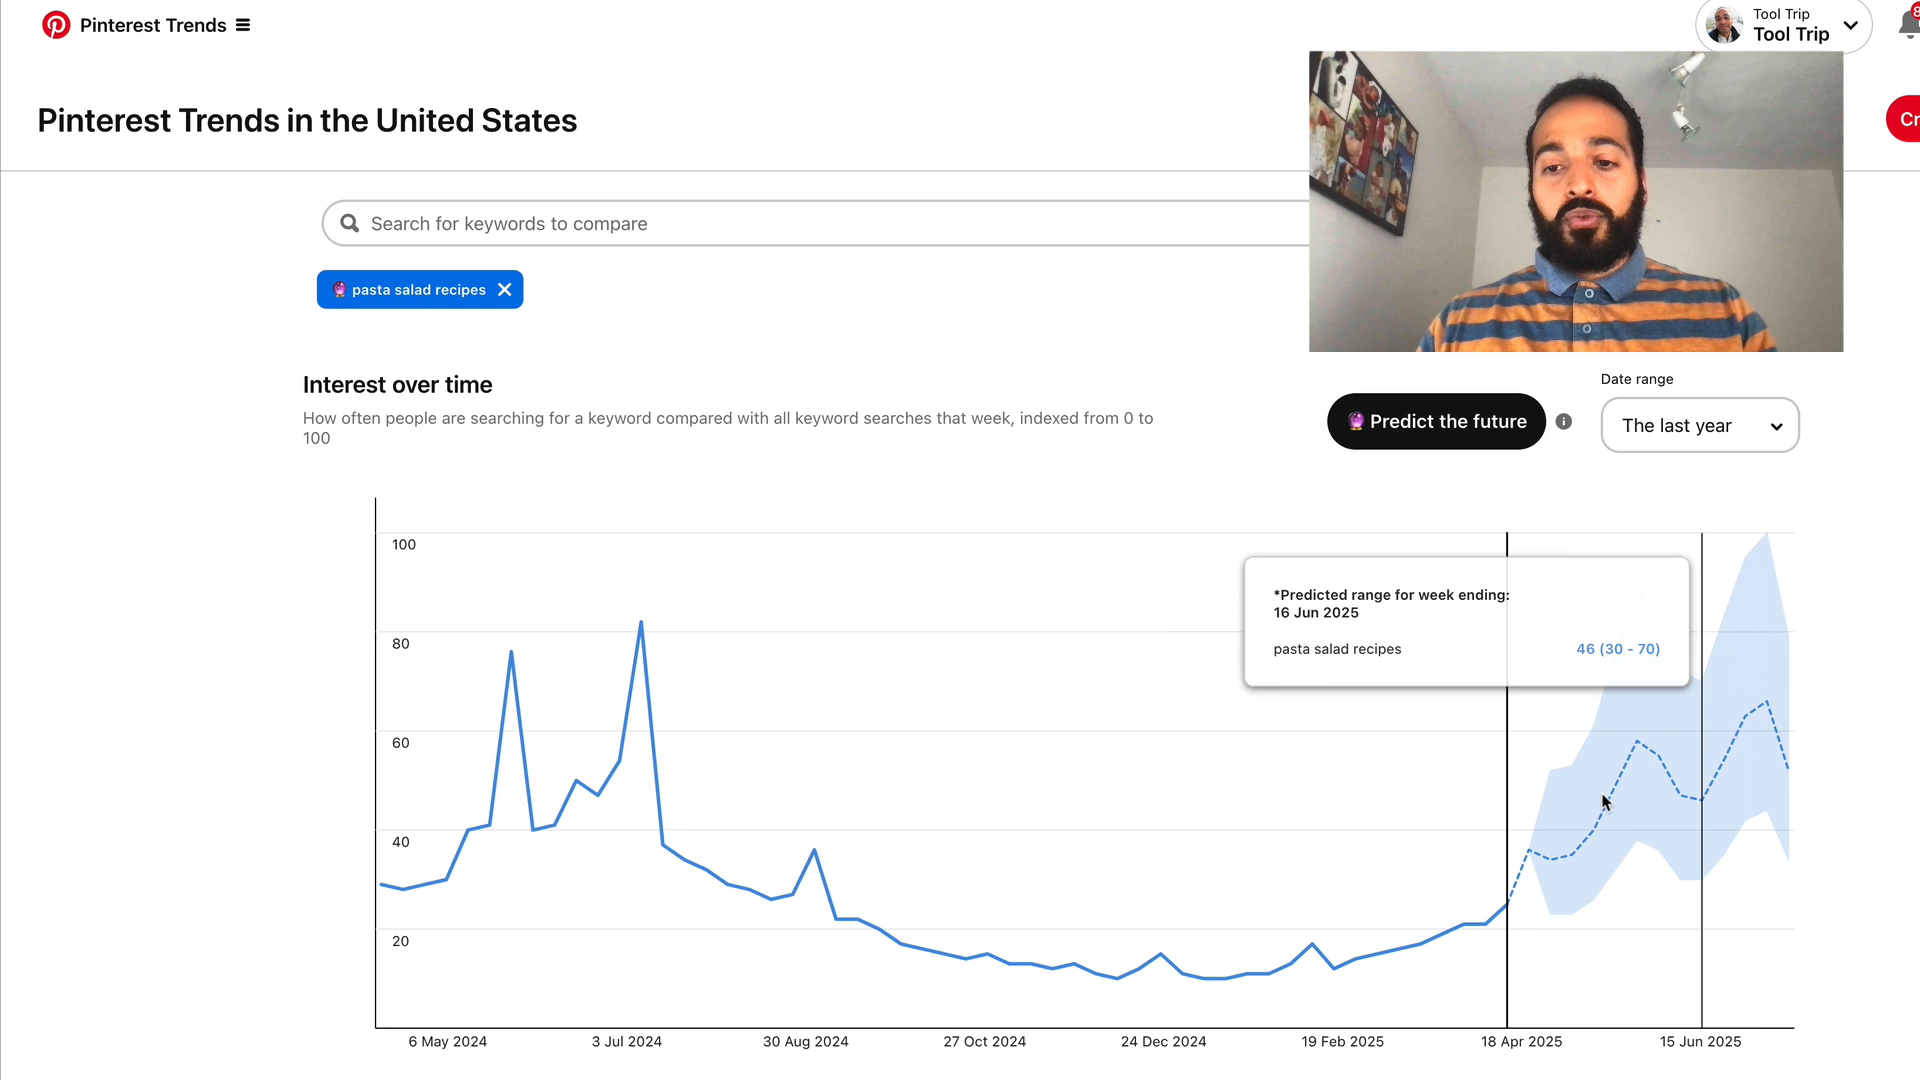 Pinterest Trends
Tool Trip
Tool Trip
8
Pinterest Trends in the United States
Cr
Search for keywords to compare
pasta salad recipes
Interest over time
How often people are searching for a keyword compared with all keyword searches that week, indexed from 0 to
100
Predict the future
Date range
The last year
100
80
60
40
20
*Predicted range for week ending:
16 Jun 2025
pasta salad recipes 46 (30 - 70)
6 May 2024 3 Jul 2024 30 Aug 2024 27 Oct 2024 24 Dec 2024 19 Feb 2025 18 Apr 2025 15 Jun 2025